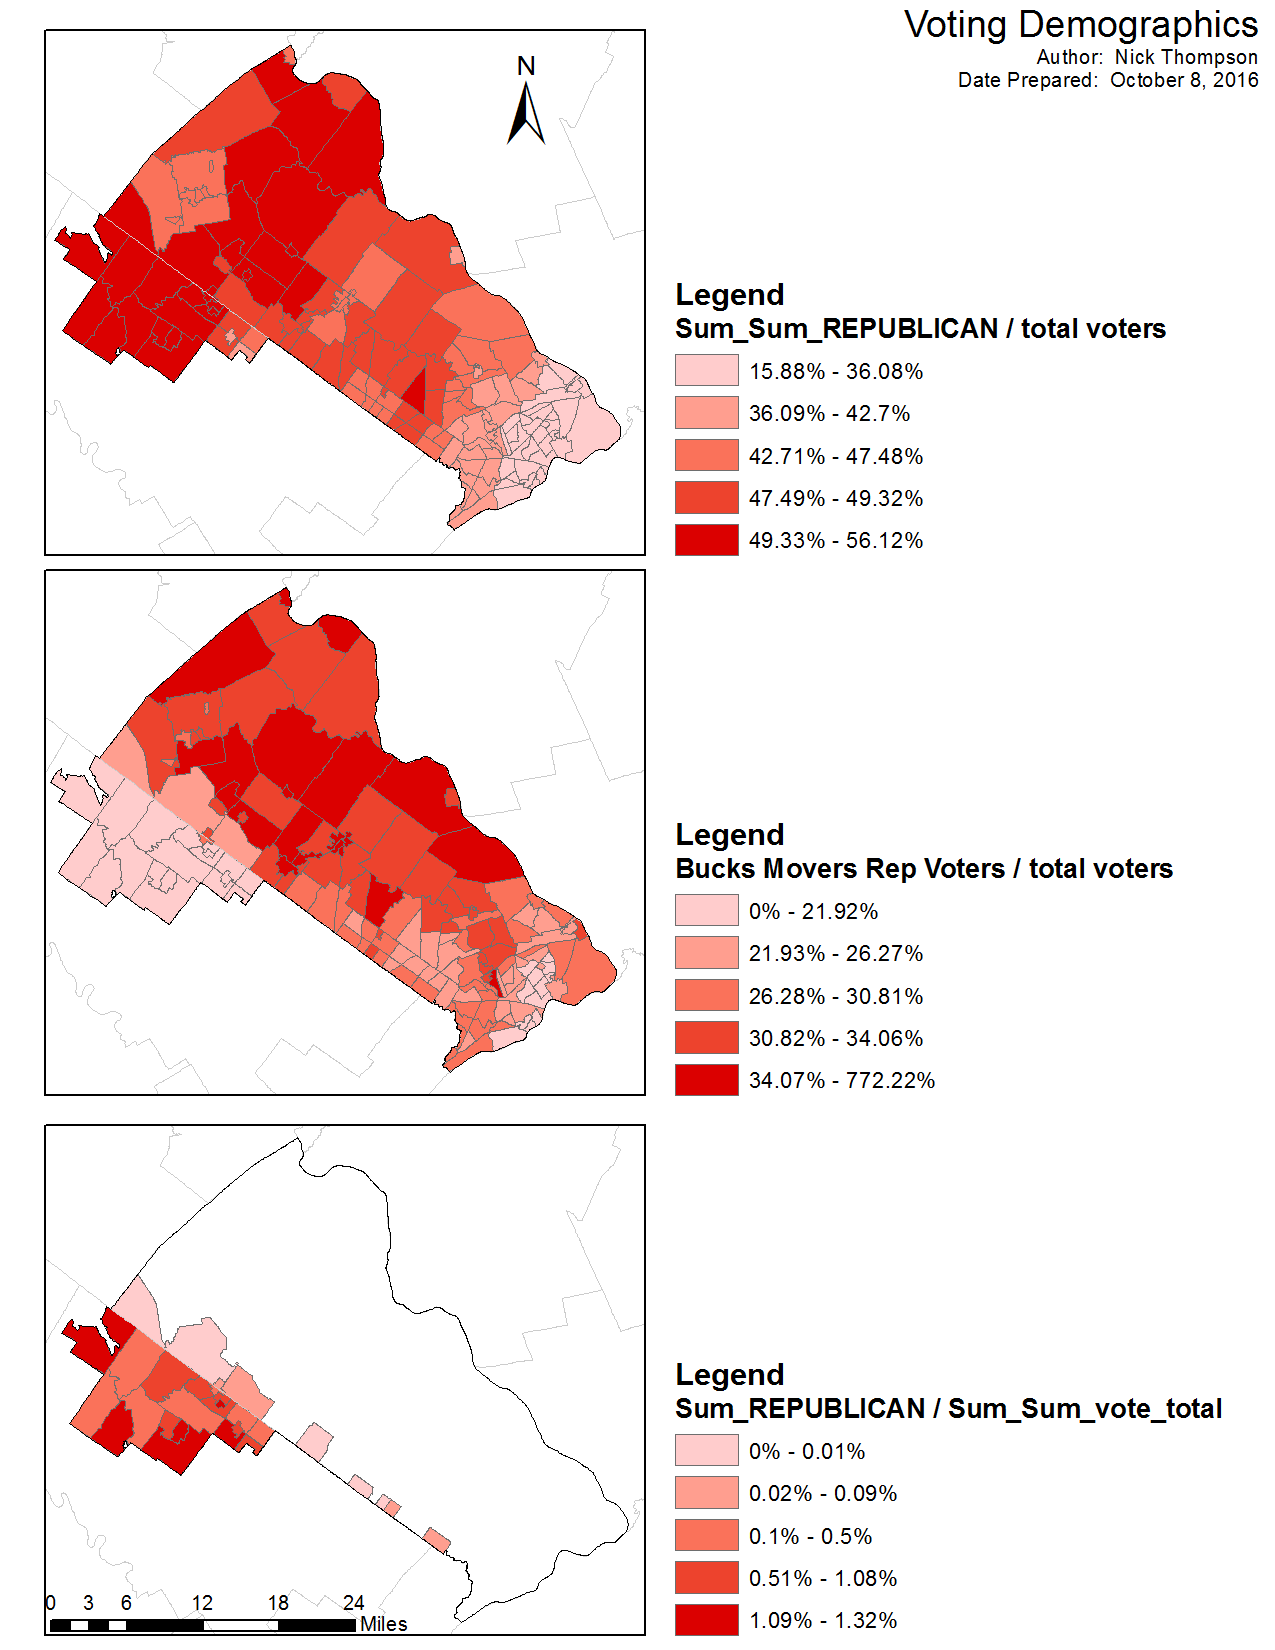 Voting Demographics
Author: Nick Thompson
Date Prepared: October 8, 2016
N
Legend
Sum_Sum_REPUBLICAN / total voters
15.88% - 36.08%
36.09% - 42.7%
42.71% - 47.48%
47.49% - 49.32%
49.33% - 56.12%
Legend
Bucks Movers Rep Voters / total voters
0% - 21.92%
21.93% - 26.27%
26.28% - 30.81%
30.82% - 34.06%
34.07% - 772.22%
Legend
Sum_REPUBLICAN / Sum_Sum_vote_total
0% - 0.01%
0.02% - 0.09%
0.1% - 0.5%
0.51% - 1.08%
1.09% - 1.32%
0 3 6 12 18 24
Miles